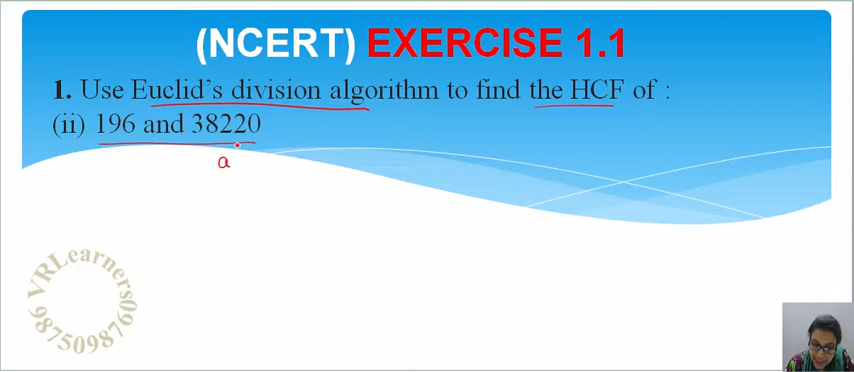 (NCERT) EXERCISE 1.1
1. Use Euclid's division algorithm to find the HCF of :
(ii) 196 and 38220
a
VRLearners
9875098760